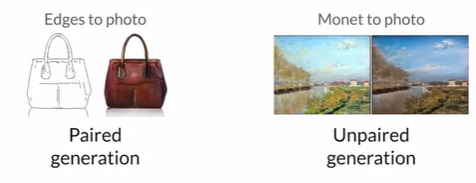 Edges to photo
Paired
generation
Monet to photo
Unpaired
generation